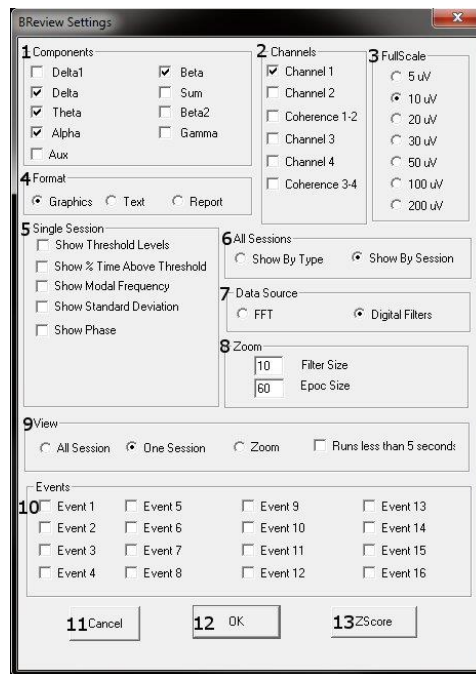 BReview Settings
x
1 Components
Delta1
Beta
Delta
Sum
Theta
Beta2
Alpha
Gamma
Aux
2 Channels
Channel 1
Channel 2
Coherence 1-2
Channel 3
Channel 4
Coherence 3-4
3 FullScale
5 uV
10 uV
20 uV
30 uV
50 uV
100 uV
200 uV
4 Format
Graphics
Text
Report
5 Single Session
Show Threshold Levels
Show % Time Above Threshold
Show Modal Frequency
Show Standard Deviation
Show Phase
6 All Sessions
Show By Type
Show By Session
7 Data Source
FFT
Digital Filters
8 Zoom
10 Filter Size
60 Epoc Size
9 View
All Session
One Session
Zoom
Runs less than 5 seconds
Events
10 Event 1 Event 5 Event 9 Event 13
Event 2 Event 6 Event 10 Event 14
Event 3 Event 7 Event 11 Event 15
Event 4 Event 8 Event 12 Event 16
11 Cancel
12 OK
13 ZScore